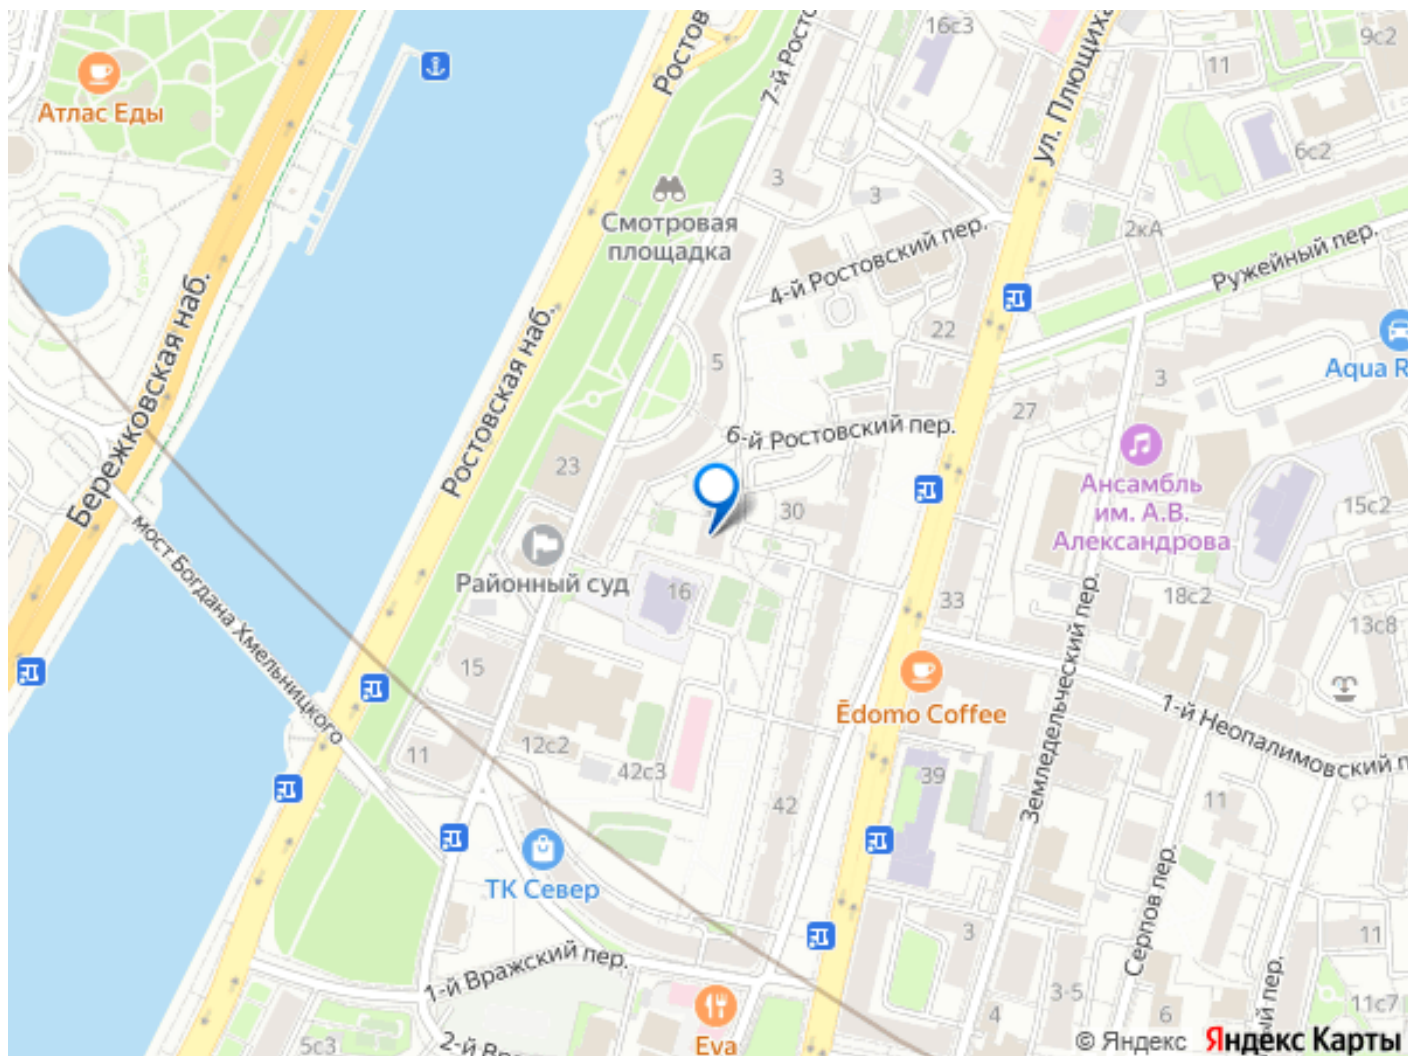 Ростов
7-й Росто
16с3
ул. Плющиха
9с2
11
6с2
Атлас Еды
3
3
Смотровая
площадка
2кА
Ружейный пер.
4-й Ростовский пер.
Бережковская наб.
Ростовская наб.
22
5
3
Aqua R
27
6-й Ростовский пер.
23
Ансамбль
им. А.В.
Александрова
15с2
30
мост Богдана Хмельницкого
Районный суд
16
33
18с2
13с8
Земледельческий пер.
15
Ēdomo Coffee
1-й Неопалимовский п
12с2
42с3
11
39
42
11
ТК Север
Серпов пер.
3
11
1-й Вражский пер.
3-5
4
6
11с7
ый пер.
5с3
2-й Вр
Eva
© Яндекс Яндекс Карты